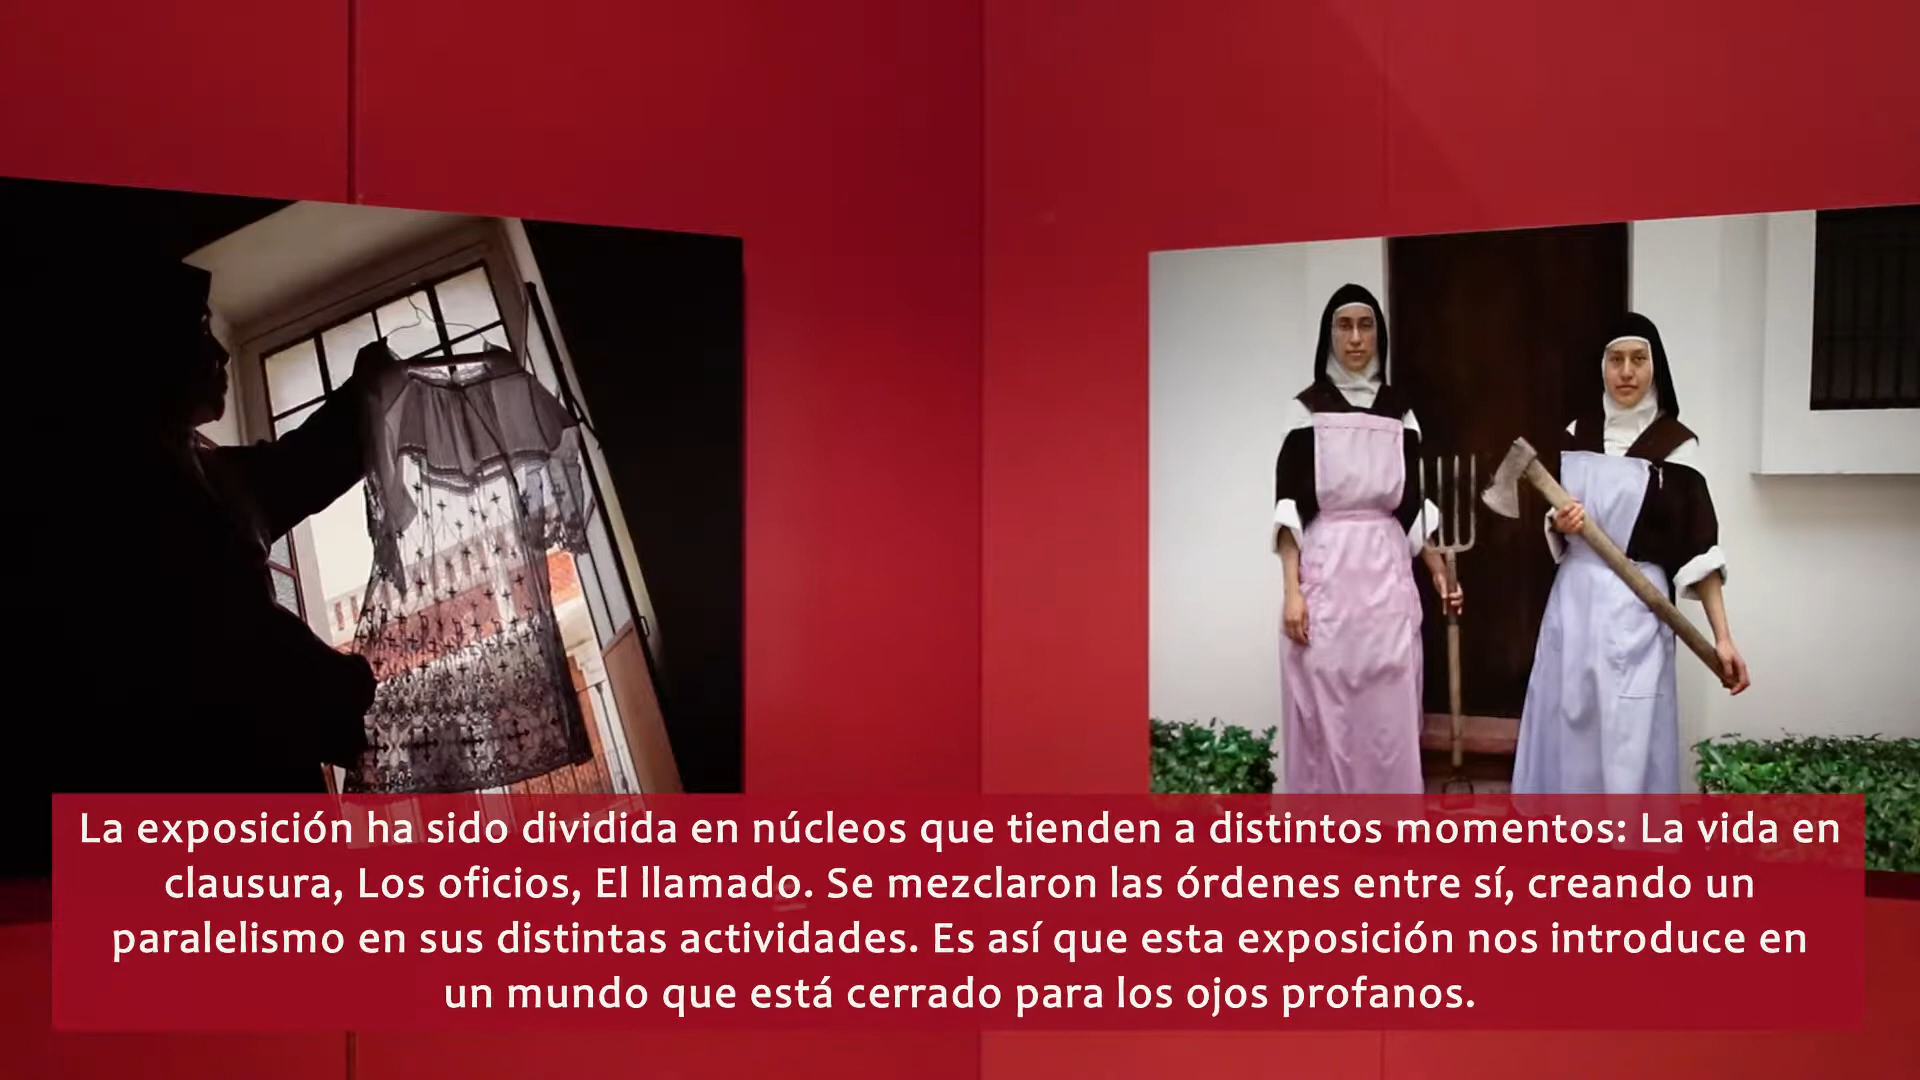 La exposición ha sido dividida en núcleos que tienden a distintos momentos: La vida en
clausura, Los oficios, El llamado. Se mezclaron las órdenes entre sí, creando un
paralelismo en sus distintas actividades. Es así que esta exposición nos introduce en
un mundo que está cerrado para los ojos profanos.